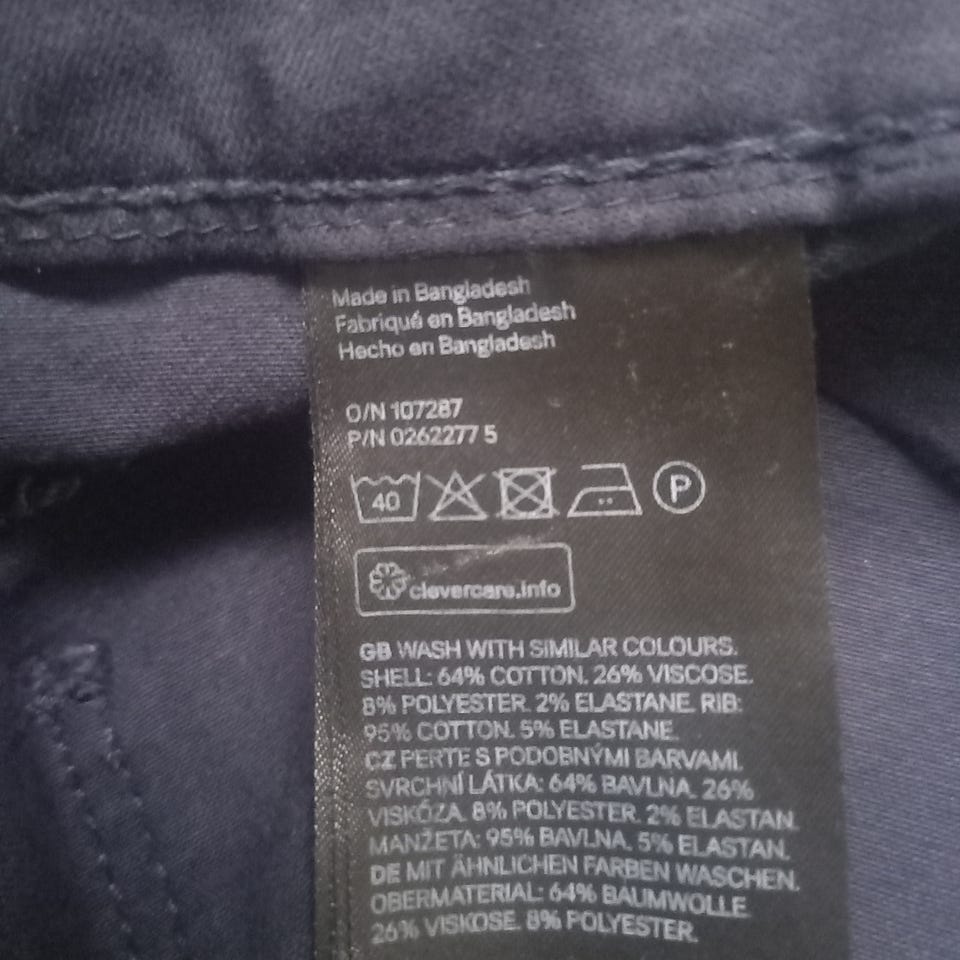 Made in Bangladesh
Fabriqué en Bangladesh
Hecho en Bangladesh
O/N 107287
P/N 0262277 5
40 P
clevercare.info
GB WASH WITH SIMILAR COLOURS.
SHELL: 64% COTTON. 26% VISCOSE.
8% POLYESTER. 2% ELASTANE. RIB:
95% COTTON. 5% ELASTANE.
CZ PERTE S PODOBNÝMI BARVAMI.
SVRCHNÍ LÁTKA: 64% BAVLNA. 26%
VISKÓZA. 8% POLYESTER. 2% ELASTAN.
MANŽETA: 95% BAVLNA. 5% ELASTAN.
DE MIT ÄHNLICHEN FARBEN WASCHEN.
OBERMATERIAL: 64% BAUMWOLLE.
26% VISKOSE. 8% POLYESTER.